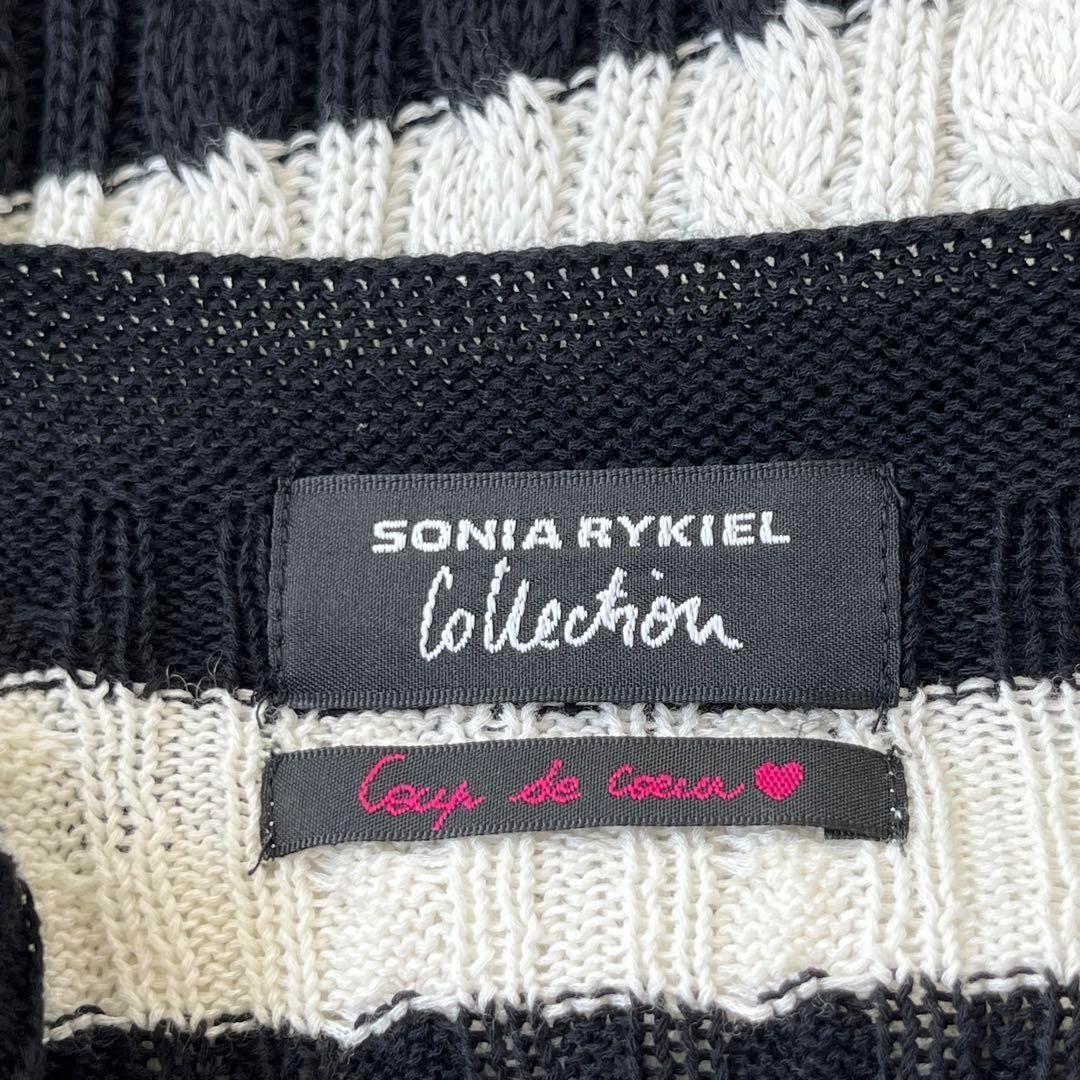 SONIA RYKIEL
Collection
Coup de coeur